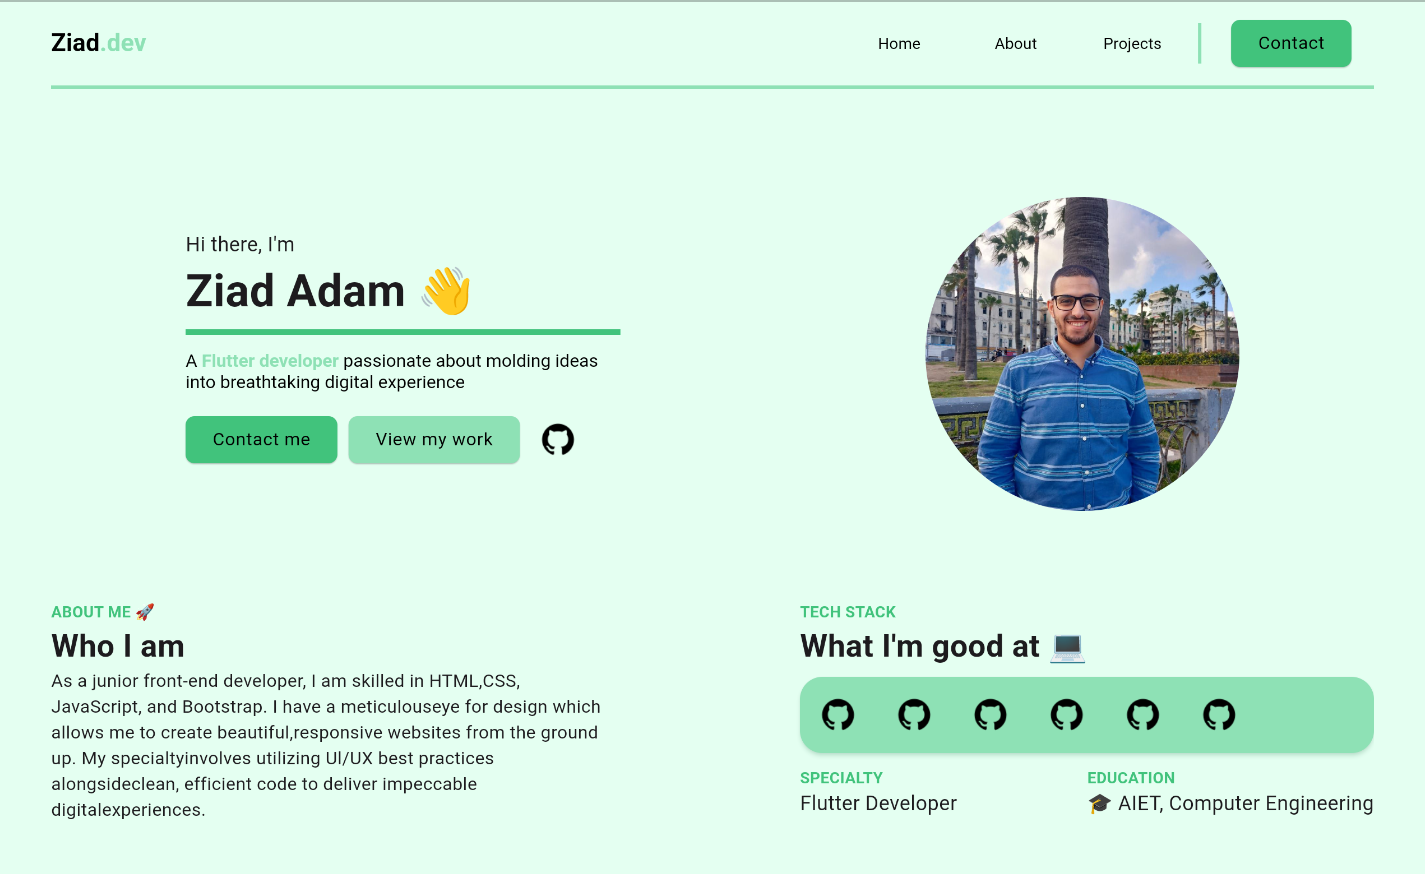 Ziad.dev
Home
About
Projects
Contact
Hi there, I'm
Ziad Adam 👋
A Flutter developer passionate about molding ideas
into breathtaking digital experience
Contact me
View my work
ABOUT ME 🚀
Who I am
As a junior front-end developer, I am skilled in HTML,CSS,
JavaScript, and Bootstrap. I have a meticulouseye for design which
allows me to create beautiful,responsive websites from the ground
up. My specialtyinvolves utilizing UI/UX best practices
alongsideclean, efficient code to deliver impeccable
digitalexperiences.
TECH STACK
What I'm good at 💻
SPECIALTY
Flutter Developer
EDUCATION
🎓 AIET, Computer Engineering